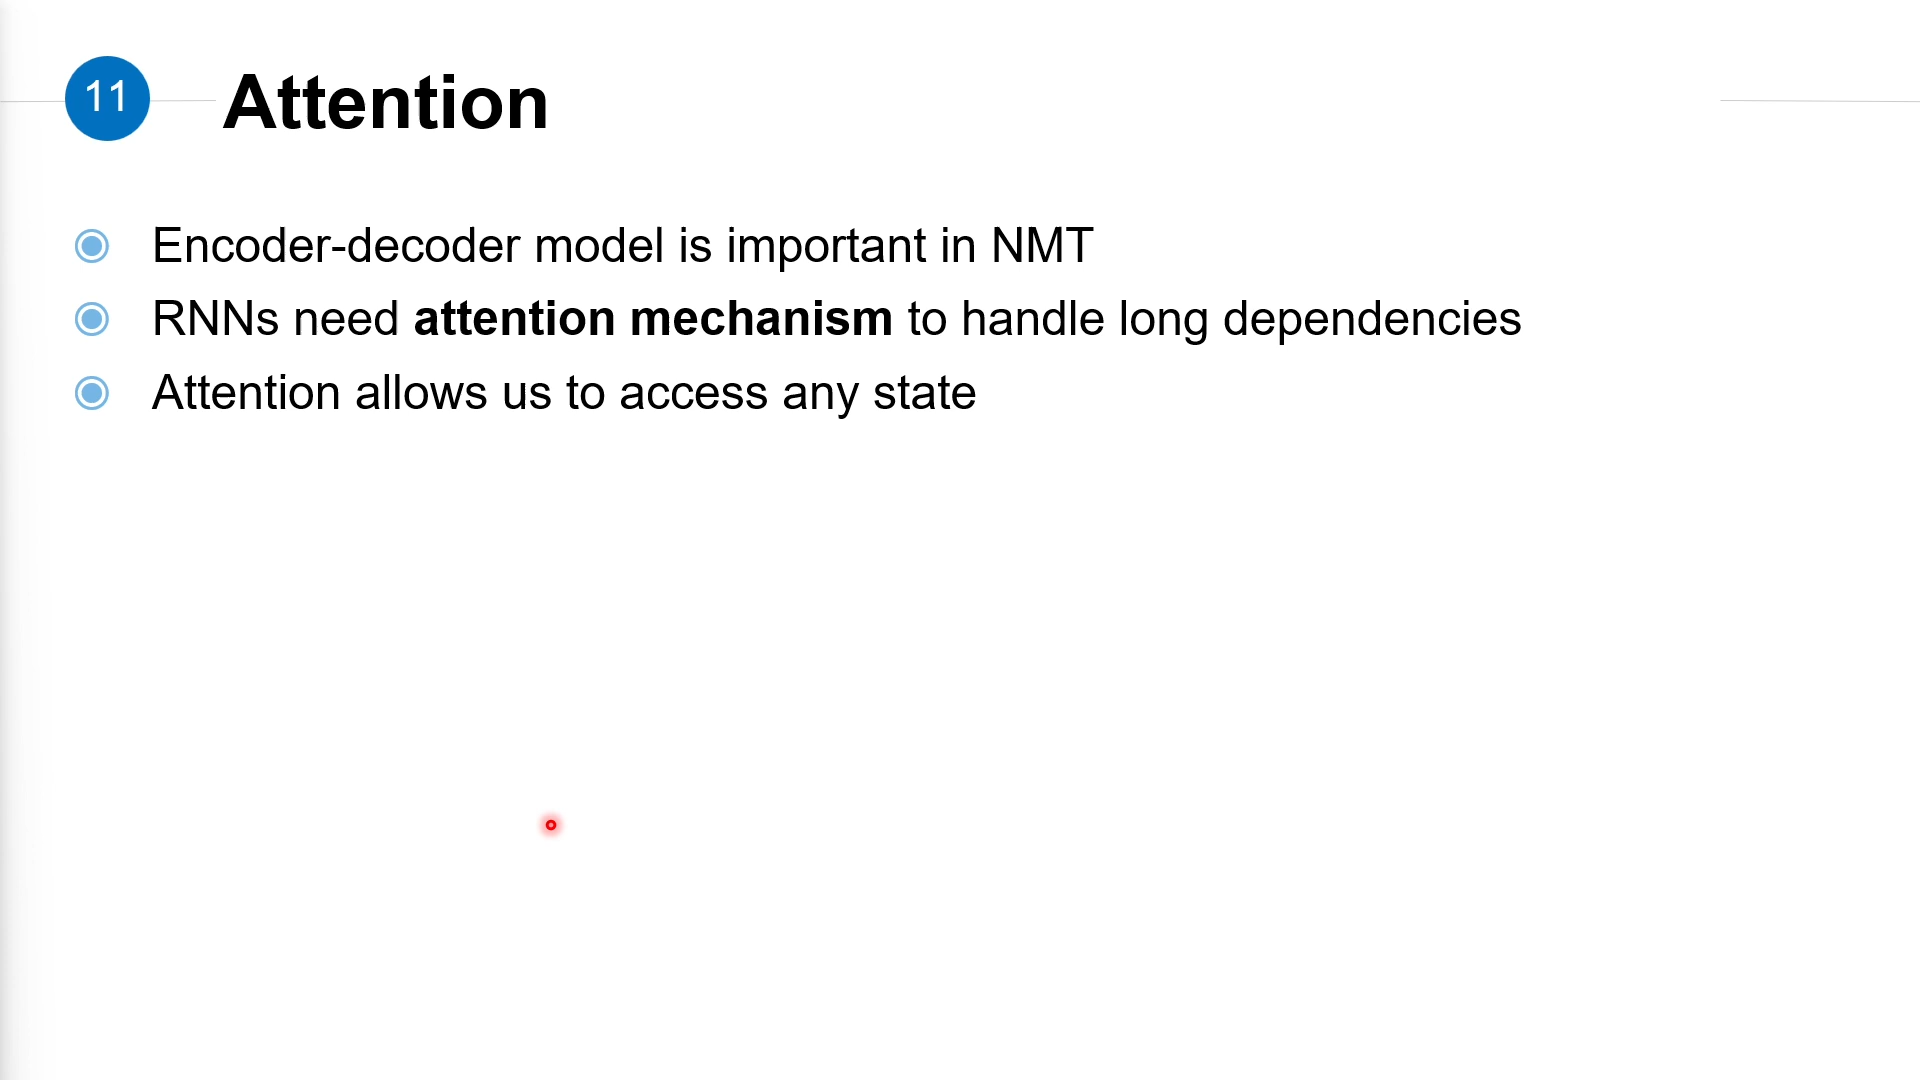 11
Attention
Encoder-decoder model is important in NMT
RNNs need attention mechanism to handle long dependencies
Attention allows us to access any state